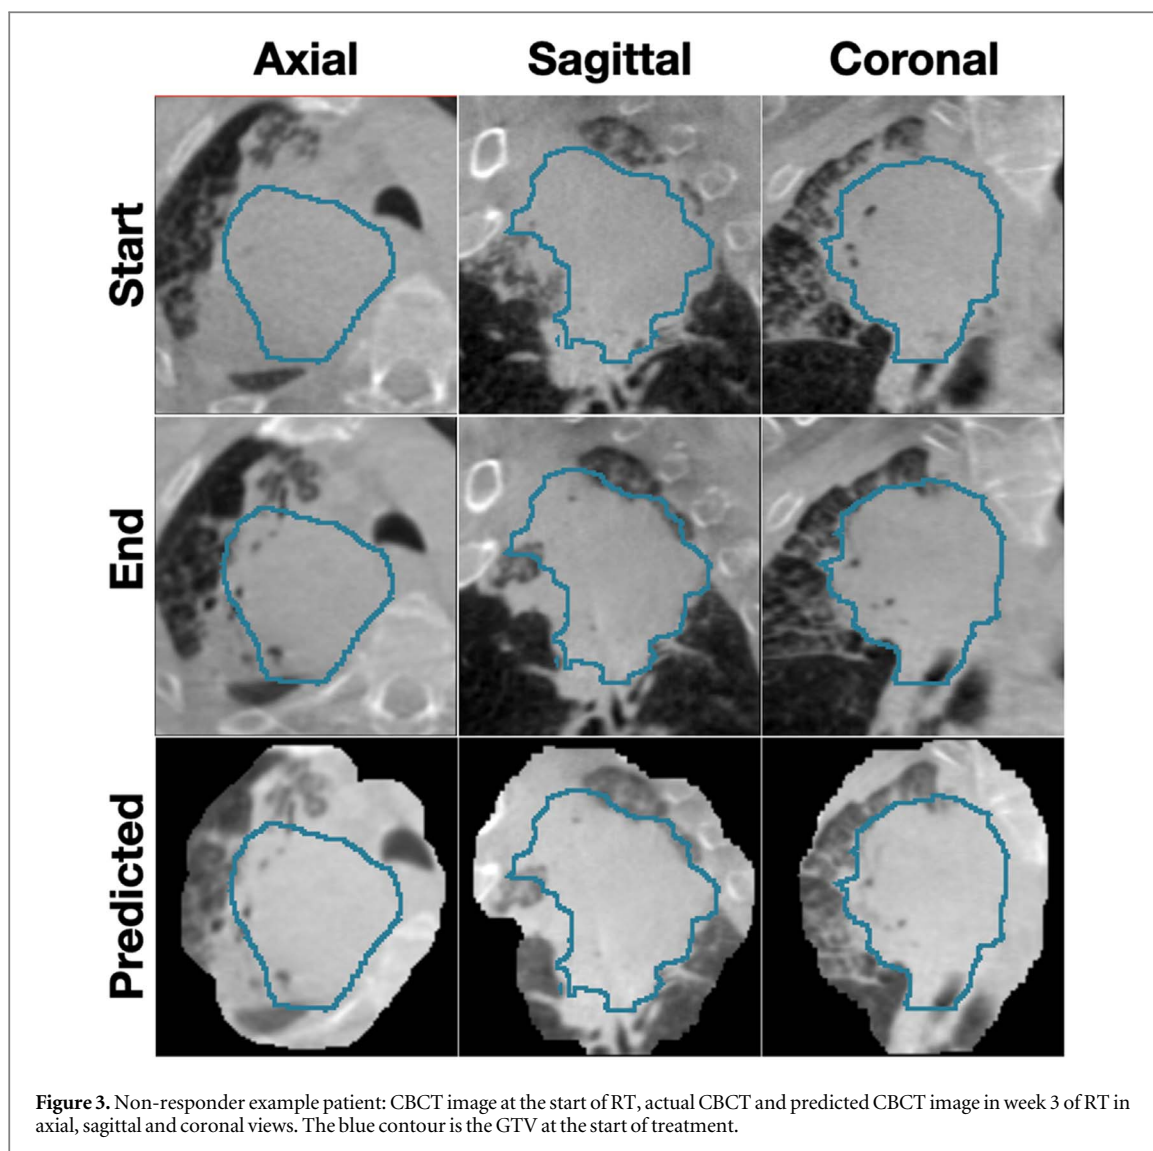 Axial Sagittal Coronal
Start
End
Predicted
Figure 3. Non-responder example patient: CBCT image at the start of RT, actual CBCT and predicted CBCT image in week 3 of RT in
axial, sagittal and coronal views. The blue contour is the GTV at the start of treatment.